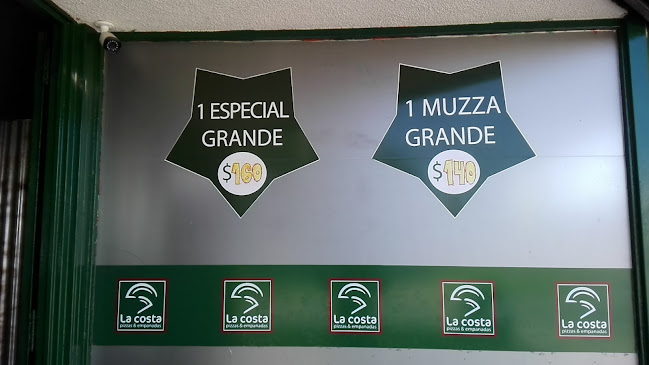 1 ESPECIAL
GRANDE
$160
1 MUZZA
GRANDE
$140
La costa
pizzas & empanadas
La costa
pizzas & empanadas
La costa
pizzas & empanadas
La costa
pizzas & empanadas
La costa
pizzas & empanadas